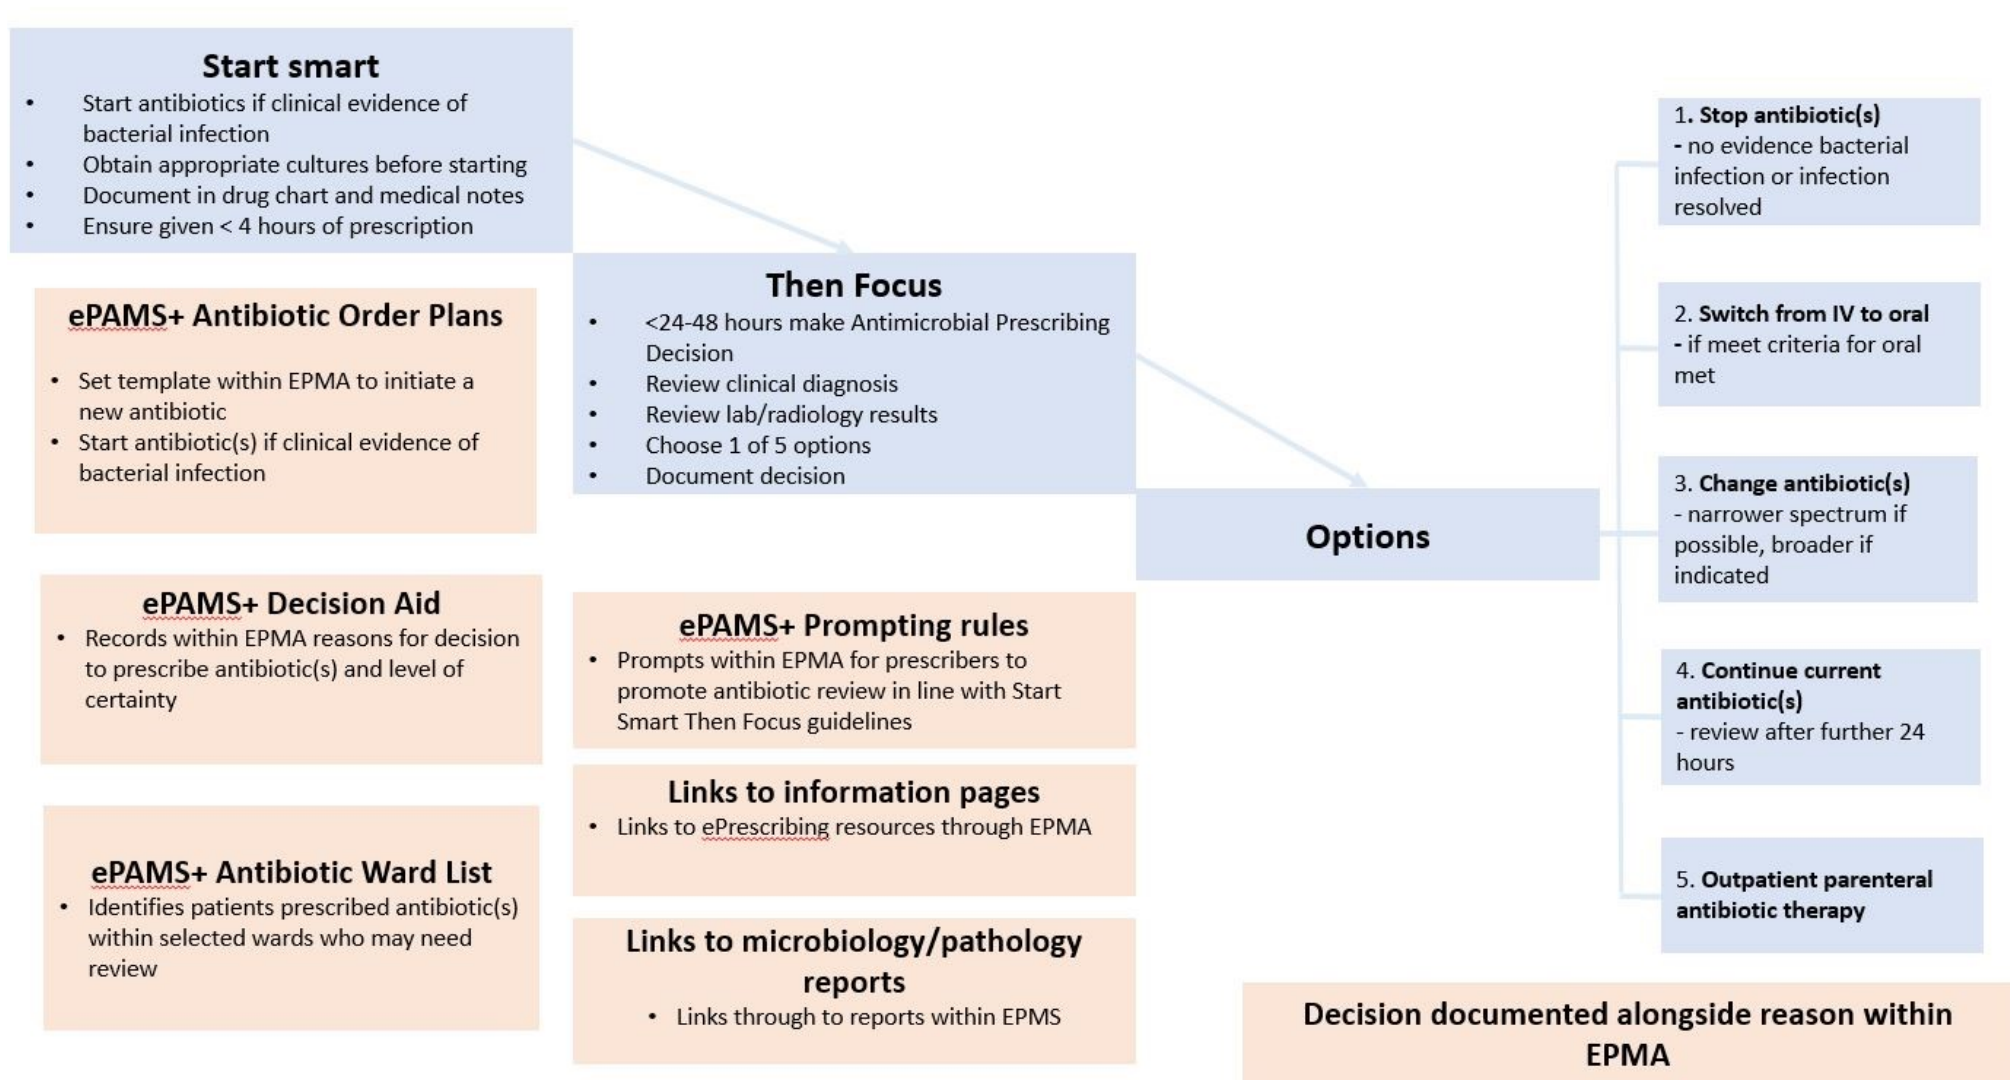 Start smart
• Start antibiotics if clinical evidence of
bacterial infection
• Obtain appropriate cultures before starting
• Document in drug chart and medical notes
• Ensure given < 4 hours of prescription
ePAMS+ Antibiotic Order Plans
• Set template within EPMA to initiate a
new antibiotic
• Start antibiotic(s) if clinical evidence of
bacterial infection
ePAMS+ Decision Aid
• Records within EPMA reasons for decision
to prescribe antibiotic(s) and level of
certainty
ePAMS+ Antibiotic Ward List
• Identifies patients prescribed antibiotic(s)
within selected wards who may need
review
Then Focus
• <24-48 hours make Antimicrobial Prescribing
Decision
• Review clinical diagnosis
• Review lab/radiology results
• Choose 1 of 5 options
• Document decision
ePAMS+ Prompting rules
• Prompts within EPMA for prescribers to
promote antibiotic review in line with Start
Smart Then Focus guidelines
Links to information pages
• Links to ePrescribing resources through EPMA
Links to microbiology/pathology
reports
• Links through to reports within EPMS
Options
1. Stop antibiotic(s)
- no evidence bacterial
infection or infection
resolved
2. Switch from IV to oral
- if meet criteria for oral
met
3. Change antibiotic(s)
- narrower spectrum if
possible, broader if
indicated
4. Continue current
antibiotic(s)
- review after further 24
hours
5. Outpatient parenteral
antibiotic therapy
Decision documented alongside reason within
EPMA